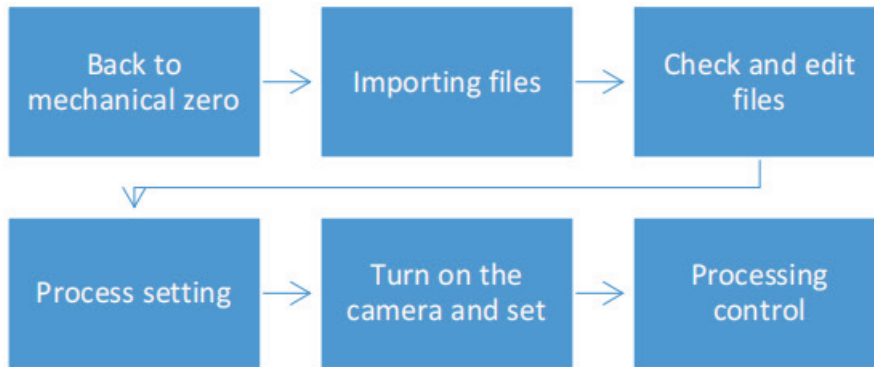 Back to
mechanical zero
Importing files
Check and edit
files
Process setting
Turn on the
camera and set
Processing
control